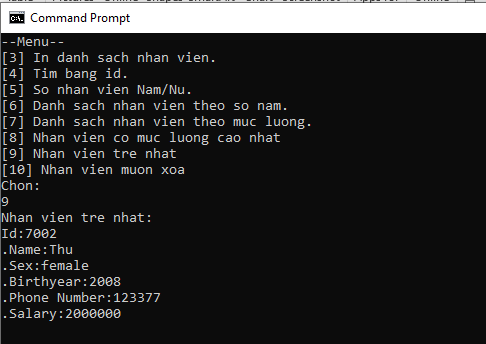 Command Prompt
--Menu--
[3] In danh sach nhan vien.
[4] Tim bang id.
[5] So nhan vien Nam/Nu.
[6] Danh sach nhan vien theo so nam.
[7] Danh sach nhan vien theo muc luong.
[8] Nhan vien co muc luong cao nhat
[9] Nhan vien tre nhat
[10] Nhan vien muon xoa
Chon:
9
Nhan vien tre nhat:
Id:7002
.Name:Thu
.Sex:female
.Birthyear:2008
.Phone Number:123377
.Salary:2000000